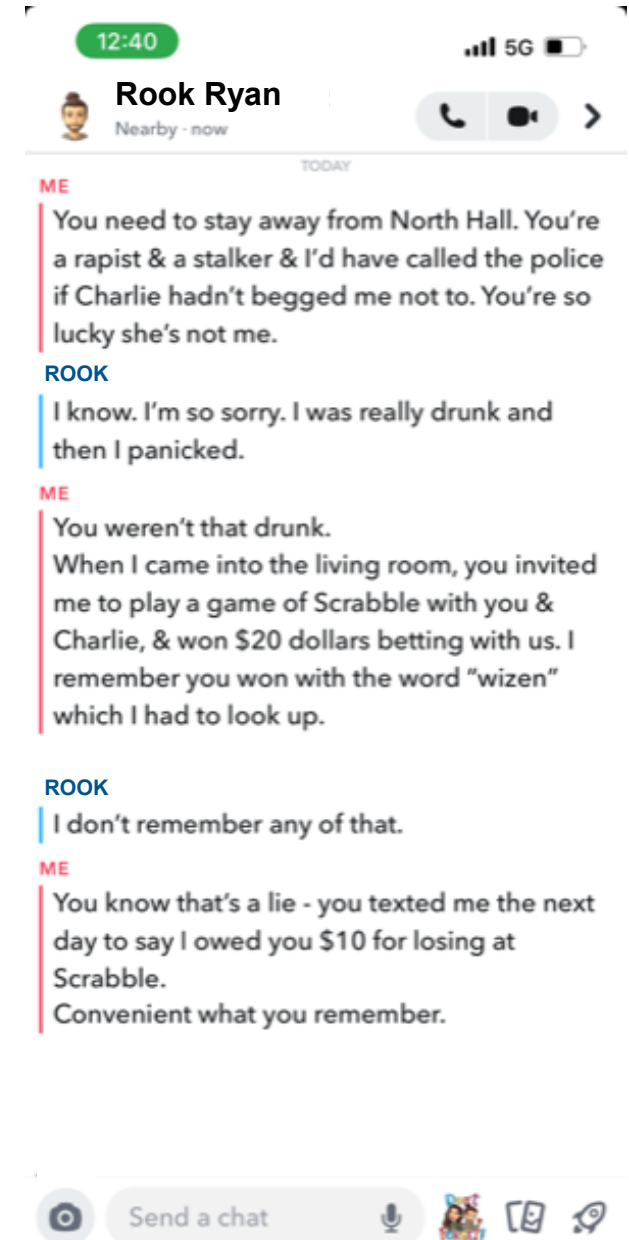 12:40
5G
Rook Ryan
Nearby · now
TODAY
ME
You need to stay away from North Hall. You’re
a rapist & a stalker & I’d have called the police
if Charlie hadn’t begged me not to. You’re so
lucky she’s not me.
ROOK
I know. I’m so sorry. I was really drunk and
then I panicked.
ME
You weren’t that drunk.
When I came into the living room, you invited
me to play a game of Scrabble with you &
Charlie, & won $20 dollars betting with us. I
remember you won with the word “wizen”
which I had to look up.
ROOK
I don’t remember any of that.
ME
You know that’s a lie - you texted me the next
day to say I owed you $10 for losing at
Scrabble.
Convenient what you remember.
Send a chat